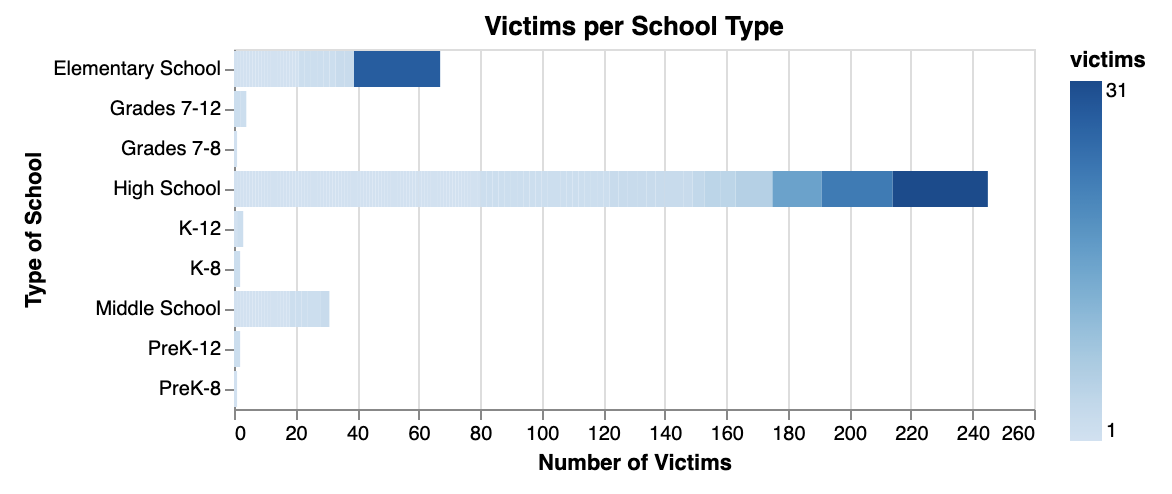 Victims per School Type
victims
31
1
Type of School
Elementary School
Grades 7-12
Grades 7-8
High School
K-12
K-8
Middle School
PreK-12
PreK-8
0 20 40 60 80 100 120 140 160 180 200 220 240 260
Number of Victims